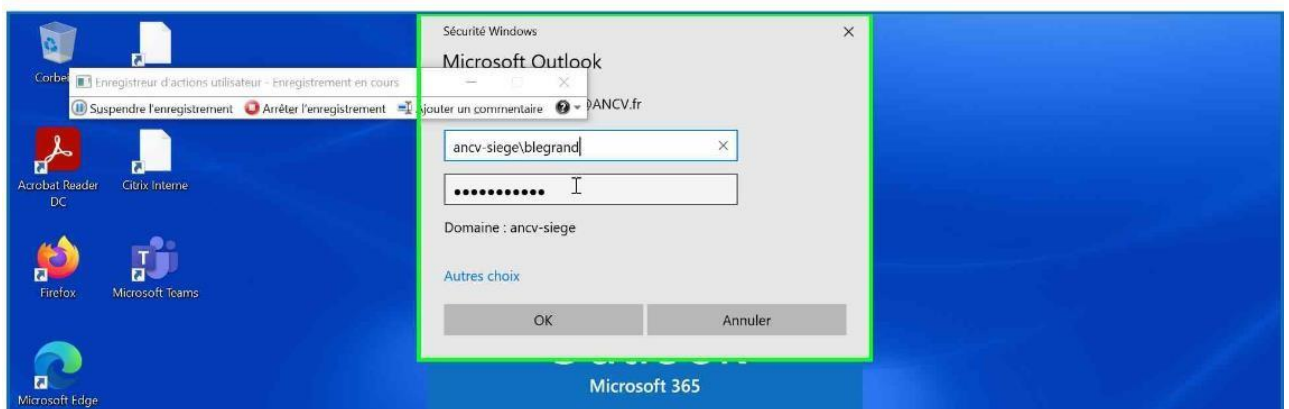 Sécurité Windows
Microsoft Outlook
Corbei
Enregistreur d'actions utilisateur - Enregistrement en cours
Suspendre l'enregistrement Arrêter l'enregistrement Ajouter un commentaire
@ANCV.fr
ancv-siege\blegrand
Acrobat Reader DC
Citrix Interne
Domaine : ancv-siege
Autres choix
Firefox
Microsoft Teams
OK
Annuler
Microsoft 365
Microsoft Edge